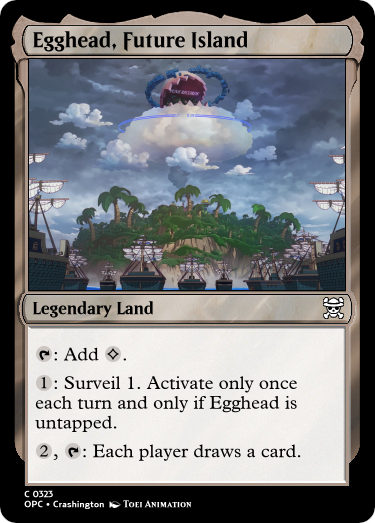 Egghead, Future Island
Legendary Land
: Add .
1: Surveil 1. Activate only once
each turn and only if Egghead is
untapped.
2, : Each player draws a card.
C 0323
OPC • Crashington TOEI ANIMATION